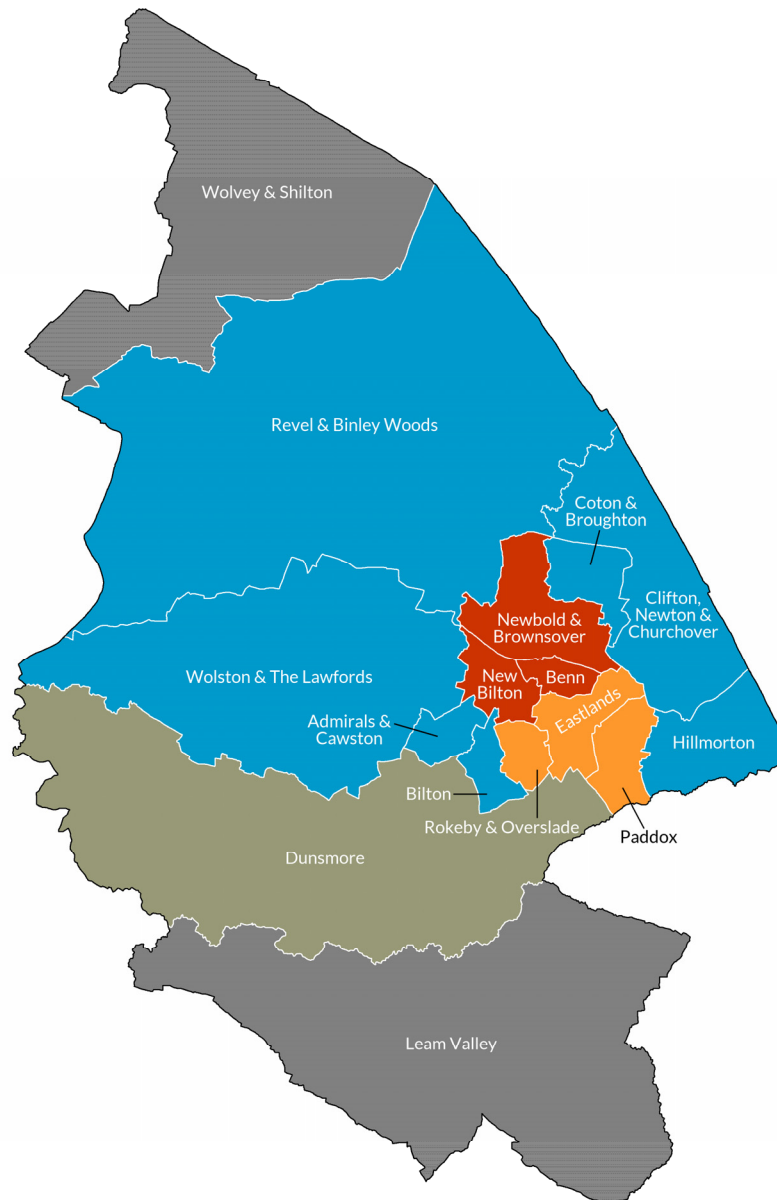 Wolvey & Shilton
Revel & Binley Woods
Coton &
Broughton
Clifton,
Newton &
Churchover
Newbold &
Brownsover
Wolston & The Lawfords
New
Bilton
Benn
Eastlands
Admirals &
Cawston
Hillmorton
Bilton
Rokeby & Overslade
Paddox
Dunsmore
Leam Valley